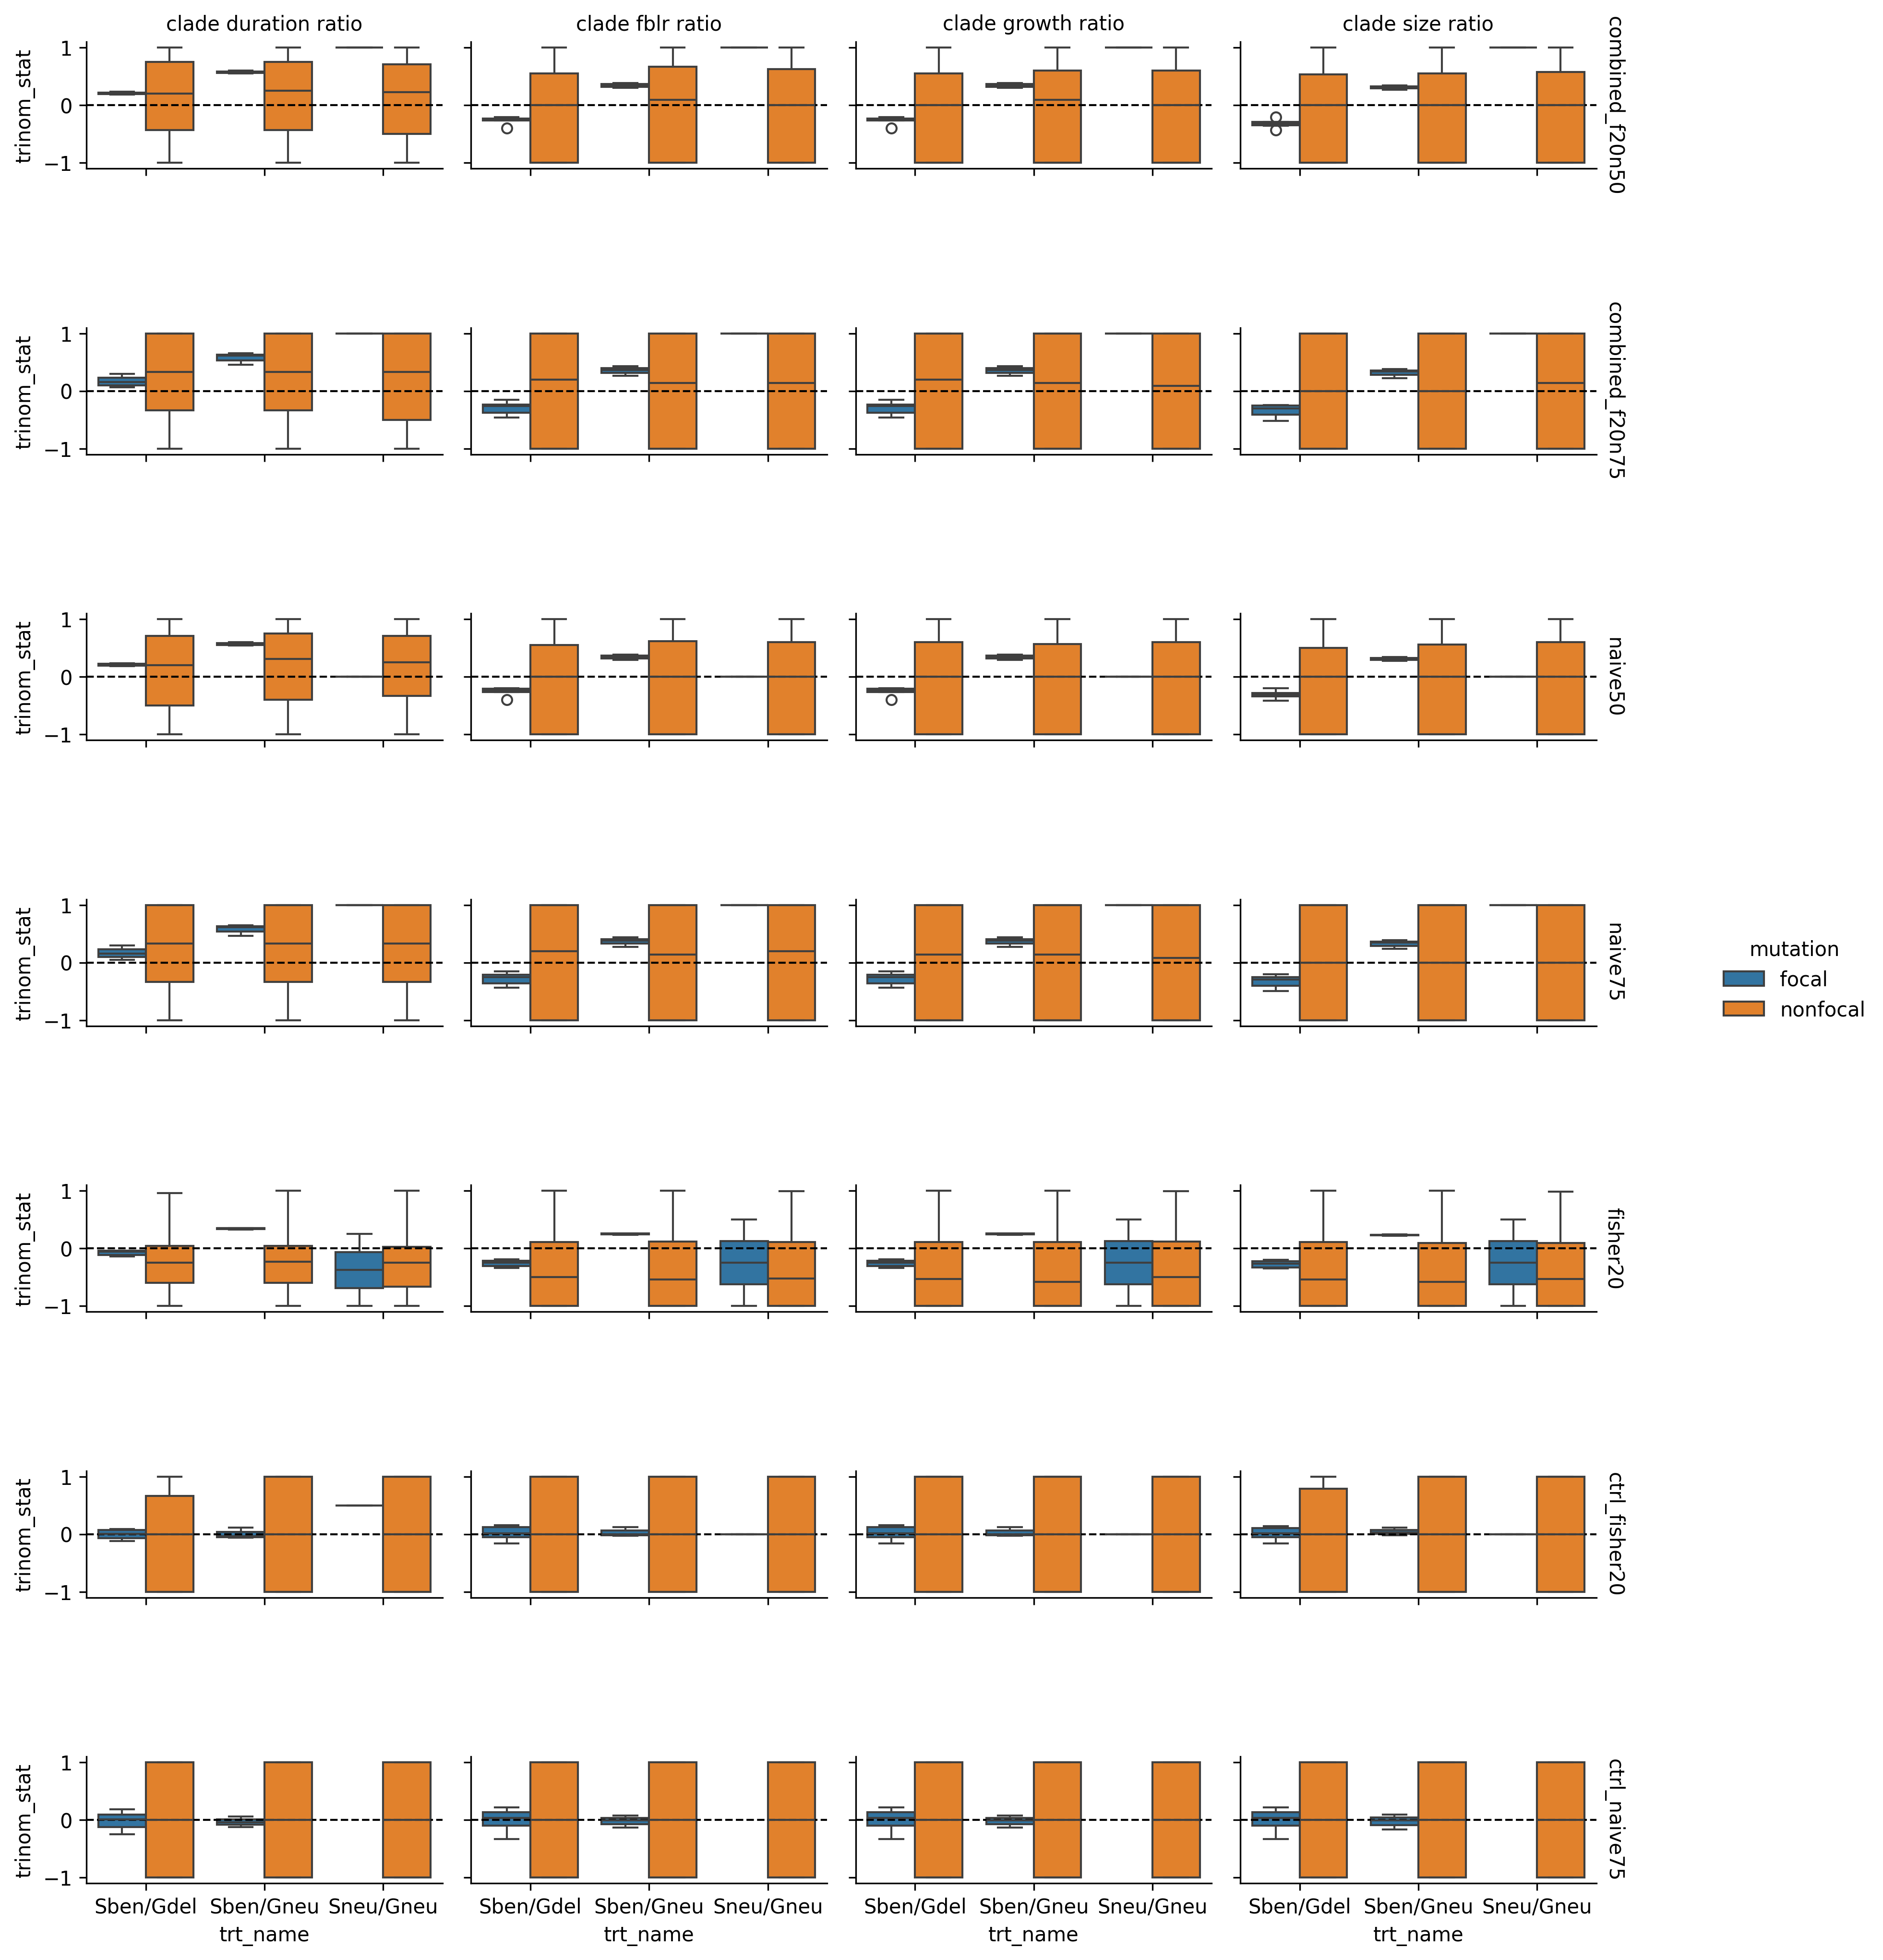 clade duration ratio
clade fblr ratio
clade growth ratio
clade size ratio
trinom_stat
1
0
−1
combined_f20n50
trinom_stat
1
0
−1
combined_f20n75
trinom_stat
1
0
−1
naive50
trinom_stat
1
0
−1
naive75
mutation
focal
nonfocal
trinom_stat
1
0
−1
fisher20
trinom_stat
1
0
−1
ctrl_fisher20
trinom_stat
1
0
−1
ctrl_naive75
Sben/Gdel Sben/Gneu Sneu/Gneu
trt_name
Sben/Gdel Sben/Gneu Sneu/Gneu
trt_name
Sben/Gdel Sben/Gneu Sneu/Gneu
trt_name
Sben/Gdel Sben/Gneu Sneu/Gneu
trt_name